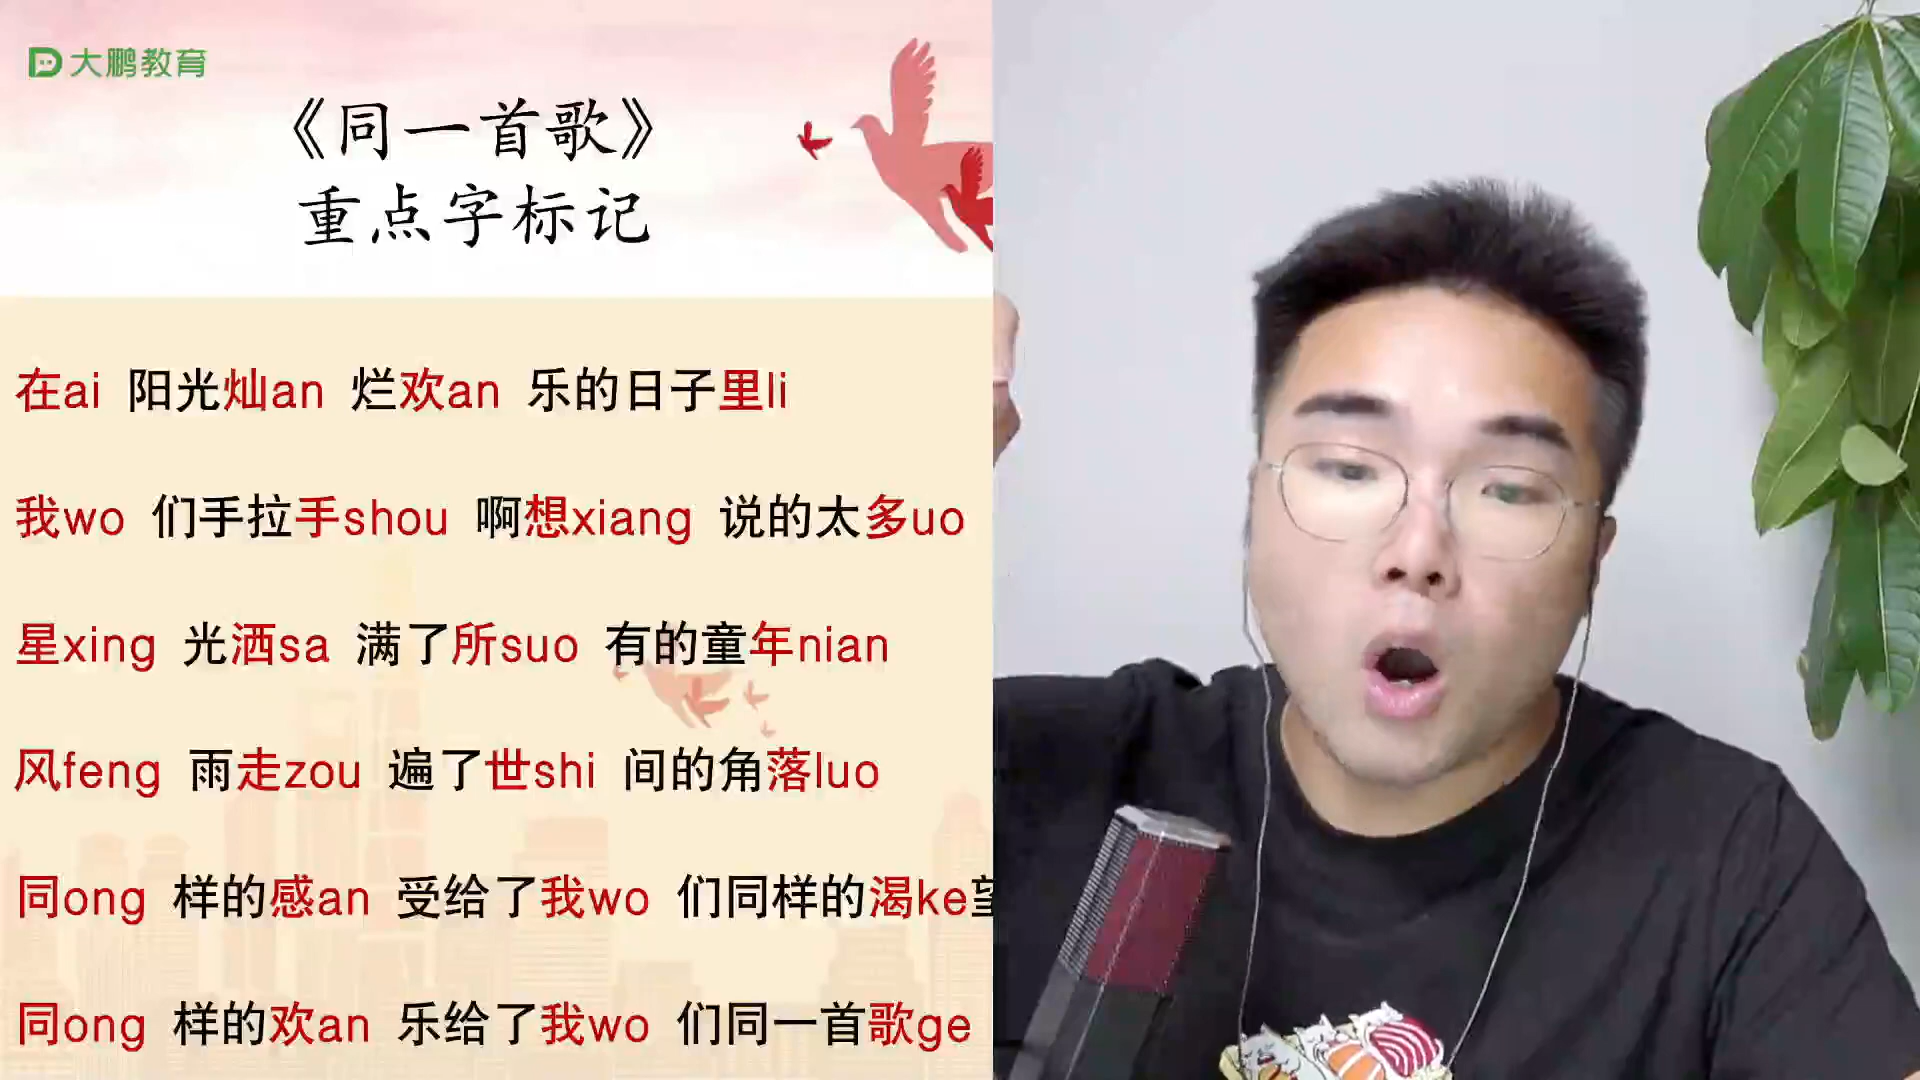 大鹏教育
《同一首歌》
重点字标记
在ai 阳光灿an 烂欢an 乐的日子里li
我wo 们手拉手shou 啊想xiang 说的太多uo
星xing 光洒sa 满了所suo 有的童年nian
风feng 雨走zou 遍了世shi 间的角落luo
同ong 样的感an 受给了我wo 们同样的渴ke望
同ong 样的欢an 乐给了我wo 们同一首歌ge